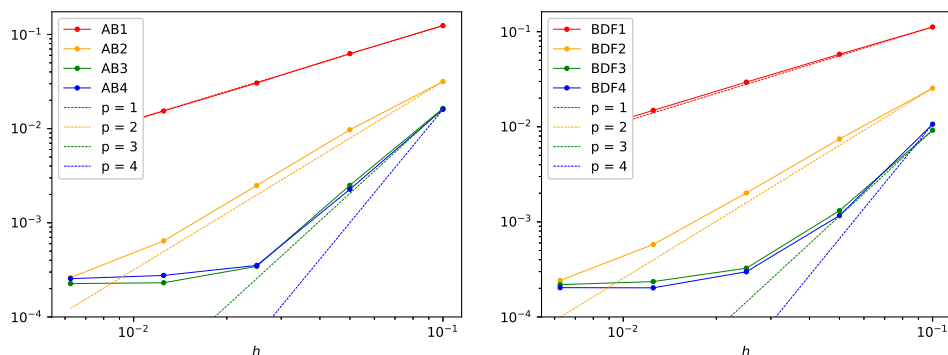 10⁻¹
10⁻²
10⁻³
10⁻⁴
AB1
AB2
AB3
AB4
p = 1
p = 2
p = 3
p = 4
10⁻²
10⁻¹
h
10⁻¹
10⁻²
10⁻³
10⁻⁴
BDF1
BDF2
BDF3
BDF4
p = 1
p = 2
p = 3
p = 4
10⁻²
10⁻¹
h